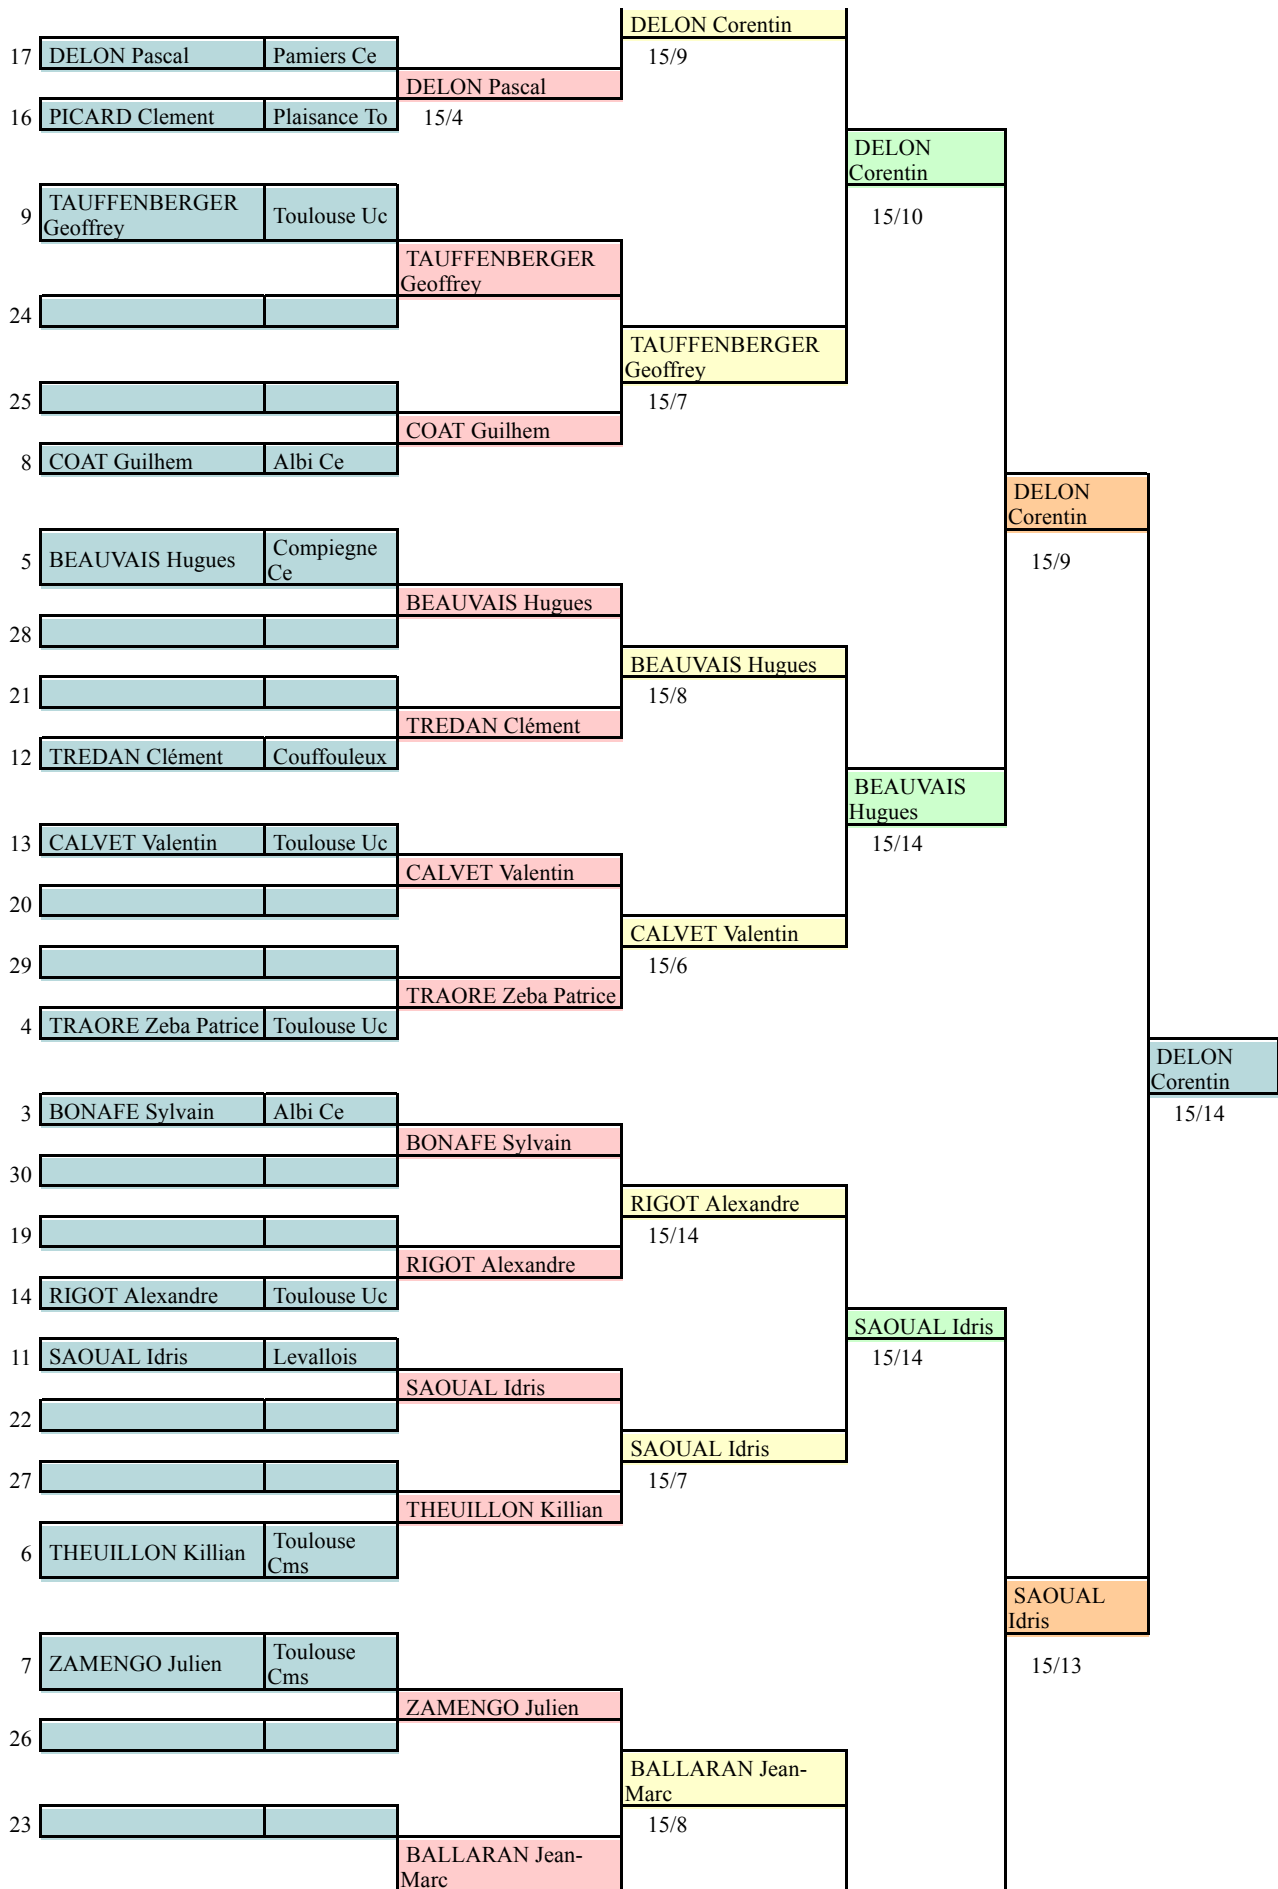 DELON Corentin
17 DELON Pascal Pamiers Ce 15/9
DELON Pascal
16 PICARD Clement Plaisance To 15/4
DELON
Corentin
9 TAUFFENBERGER
Geoffrey Toulouse Uc 15/10
TAUFFENBERGER
Geoffrey
24
TAUFFENBERGER
Geoffrey
25 15/7
COAT Guilhem
8 COAT Guilhem Albi Ce
DELON
Corentin
5 BEAUVAIS Hugues Compiegne
Ce 15/9
BEAUVAIS Hugues
28
BEAUVAIS Hugues
21 15/8
TREDAN Clément
12 TREDAN Clément Couffouleux
BEAUVAIS
Hugues
13 CALVET Valentin Toulouse Uc 15/14
CALVET Valentin
20
CALVET Valentin
29 15/6
TRAORE Zeba Patrice
4 TRAORE Zeba Patrice Toulouse Uc
DELON
Corentin
3 BONAFE Sylvain Albi Ce 15/14
BONAFE Sylvain
30
RIGOT Alexandre
19 15/14
RIGOT Alexandre
14 RIGOT Alexandre Toulouse Uc
SAOUAL Idris
11 SAOUAL Idris Levallois 15/14
SAOUAL Idris
22
SAOUAL Idris
27 15/7
THEUILLON Killian
6 THEUILLON Killian Toulouse
Cms
SAOUAL
Idris
7 ZAMENGO Julien Toulouse
Cms 15/13
ZAMENGO Julien
26
BALLARAN Jean-
Marc
23 15/8
BALLARAN Jean-
Marc